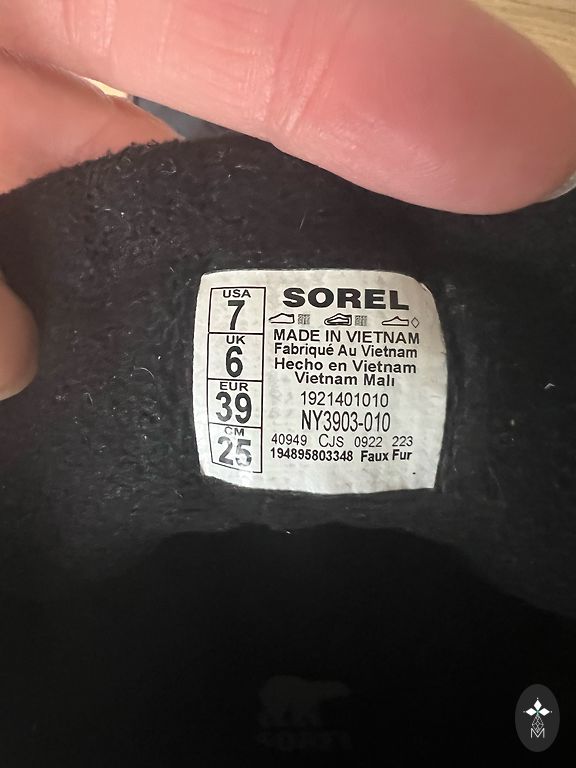 USA
7
UK
6
EUR
39
CM
25
SOREL
MADE IN VIETNAM
Fabriqué Au Vietnam
Hecho en Vietnam
Vietnam Malı
1921401010
NY3903-010
40949 CJS 0922 223
194895803348 Faux Fur
M